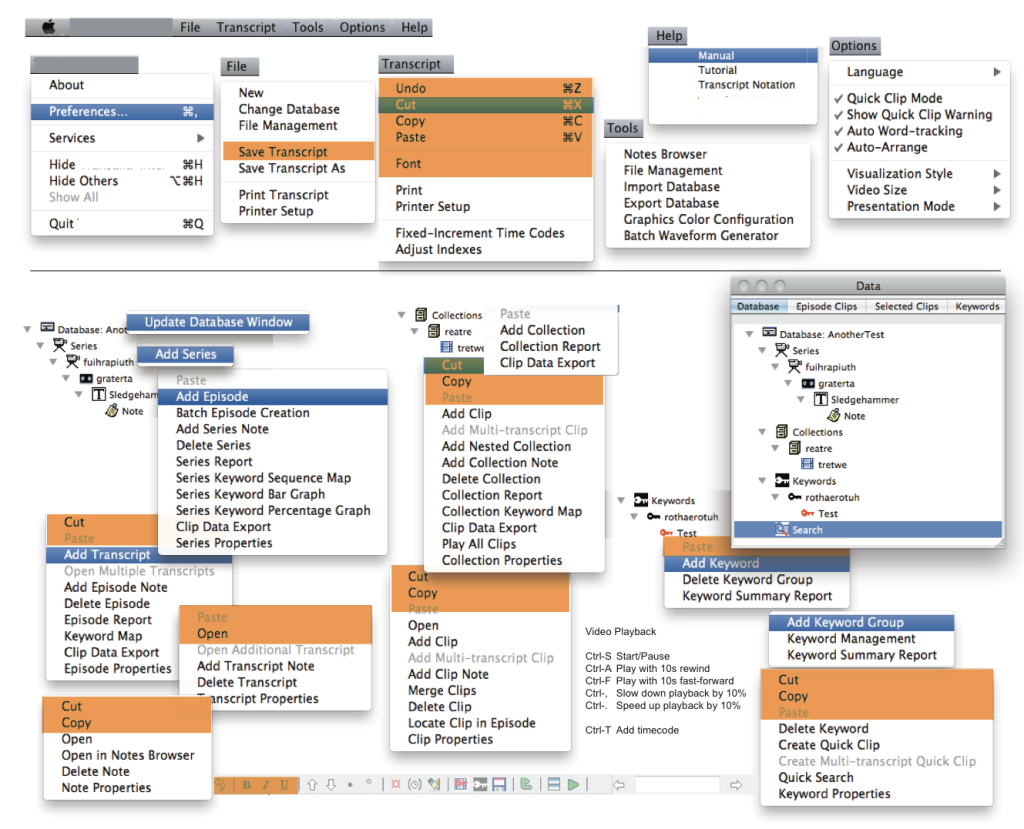 File Transcript Tools Options Help
About
Preferences... ⌘,
Services
Hide ⌘H
Hide Others ⌥⌘H
Show All
Quit ⌘Q
File
New
Change Database
File Management
Save Transcript
Save Transcript As
Print Transcript
Printer Setup
Transcript
Undo ⌘Z
Cut ⌘X
Copy ⌘C
Paste ⌘V
Font
Print
Printer Setup
Fixed-Increment Time Codes
Adjust Indexes
Help
Manual
Tutorial
Transcript Notation
Tools
Notes Browser
File Management
Import Database
Export Database
Graphics Color Configuration
Batch Waveform Generator
Options
Language
✓ Quick Clip Mode
✓ Show Quick Clip Warning
✓ Auto Word-tracking
✓ Auto-Arrange
Visualization Style
Video Size
Presentation Mode
Database: Anot
Series
fuihrapiuth
graterta
Sledgeham
Note
Update Database Window
Add Series
Paste
Add Episode
Batch Episode Creation
Add Series Note
Delete Series
Series Report
Series Keyword Sequence Map
Series Keyword Bar Graph
Series Keyword Percentage Graph
Clip Data Export
Series Properties
Cut
Paste
Add Transcript
Open Multiple Transcripts
Add Episode Note
Delete Episode
Episode Report
Keyword Map
Clip Data Export
Episode Properties
Paste
Open
Open Additional Transcript
Add Transcript Note
Delete Transcript
Transcript Properties
Cut
Copy
Open
Open in Notes Browser
Delete Note
Note Properties
Collections
reatre
tretwe
Paste
Add Collection
Collection Report
Clip Data Export
Cut
Copy
Paste
Add Clip
Add Multi-transcript Clip
Add Nested Collection
Add Collection Note
Delete Collection
Collection Report
Collection Keyword Map
Clip Data Export
Play All Clips
Collection Properties
Cut
Copy
Paste
Open
Add Clip
Add Multi-transcript Clip
Add Clip Note
Merge Clips
Delete Clip
Locate Clip in Episode
Clip Properties
Data
Database Episode Clips Selected Clips Keywords
Database: AnotherTest
Series
fuihrapiuth
graterta
Sledgehammer
Note
Collections
reatre
tretwe
Keywords
rothaerotuh
Test
Search
Keywords
rothaerotuh
Test
Paste
Add Keyword
Delete Keyword Group
Keyword Summary Report
Add Keyword Group
Keyword Management
Keyword Summary Report
Cut
Copy
Paste
Delete Keyword
Create Quick Clip
Create Multi-transcript Quick Clip
Quick Search
Keyword Properties
Video Playback
Ctrl-S Start/Pause
Ctrl-A Play with 10s rewind
Ctrl-F Play with 10s fast-forward
Ctrl-, Slow down playback by 10%
Ctrl-. Speed up playback by 10%
Ctrl-T Add timecode
B I U